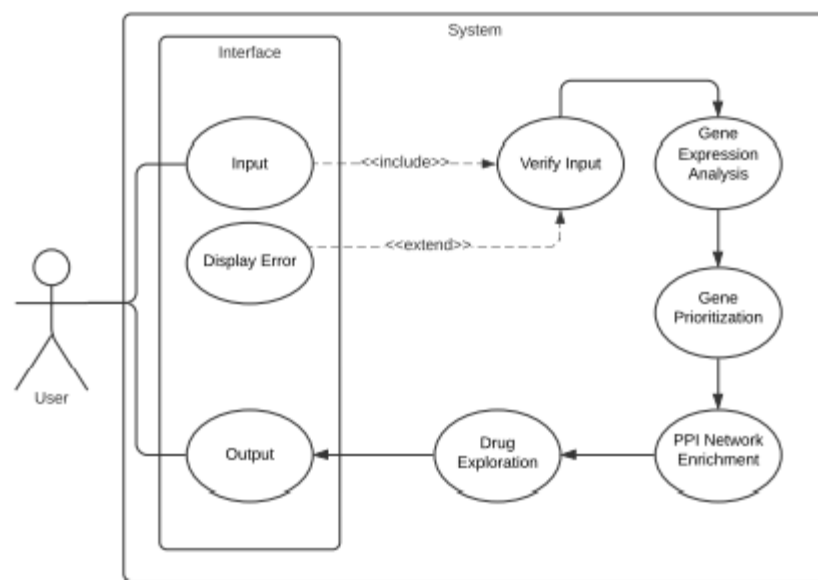 System
Interface
Input
<<include>>
Verify Input
Gene
Expression
Analysis
Display Error
<<extend>>
Gene
Prioritization
User
Output
Drug
Exploration
PPI Network
Enrichment